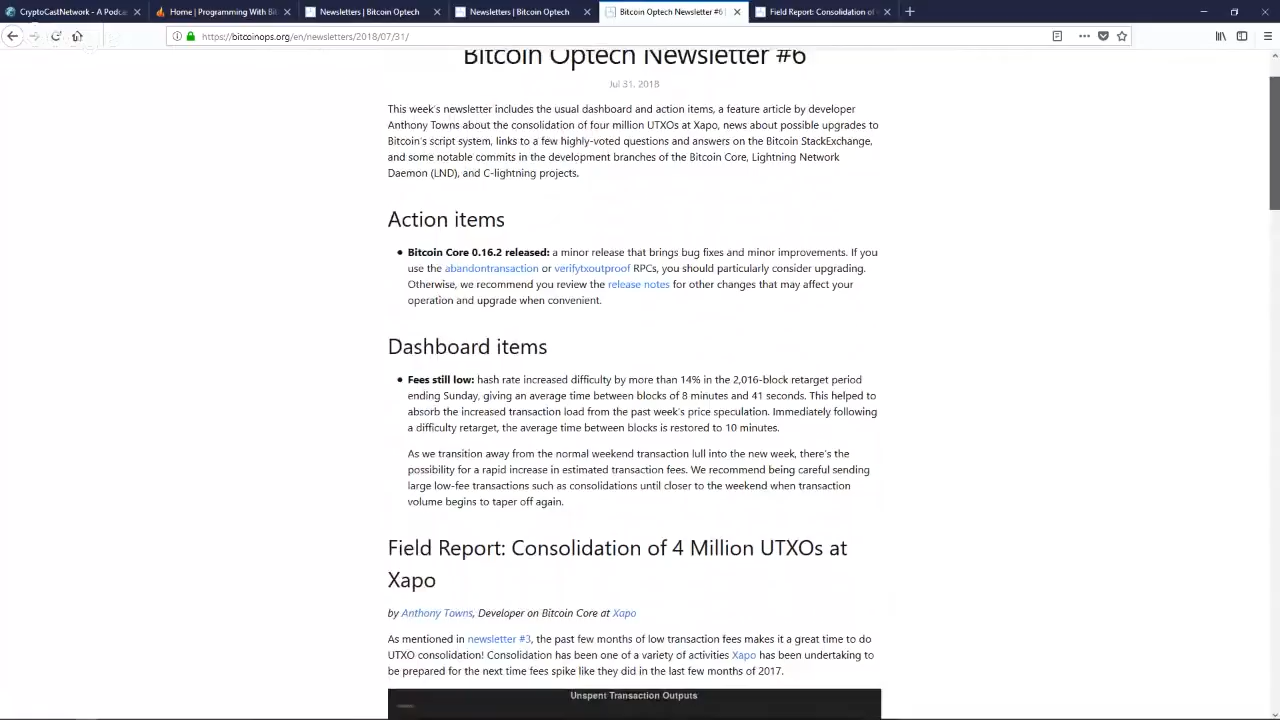 CryptoCastNetwork - A Podca
Home | Programming With Bit
Newsletters | Bitcoin Optech
Newsletters | Bitcoin Optech
Bitcoin Optech Newsletter #6 |
Field Report: Consolidation of
https://bitcoinops.org/en/newsletters/2018/07/31/
Bitcoin Optech Newsletter #6
Jul 31, 2018
This week's newsletter includes the usual dashboard and action items, a feature article by developer
Anthony Towns about the consolidation of four million UTXOs at Xapo, news about possible upgrades to
Bitcoin's script system, links to a few highly-voted questions and answers on the Bitcoin StackExchange,
and some notable commits in the development branches of the Bitcoin Core, Lightning Network
Daemon (LND), and C-lightning projects.
Action items
• Bitcoin Core 0.16.2 released: a minor release that brings bug fixes and minor improvements. If you
use the abandontransaction or verifytxoutproof RPCs, you should particularly consider upgrading.
Otherwise, we recommend you review the release notes for other changes that may affect your
operation and upgrade when convenient.
Dashboard items
• Fees still low: hash rate increased difficulty by more than 14% in the 2,016-block retarget period
ending Sunday, giving an average time between blocks of 8 minutes and 41 seconds. This helped to
absorb the increased transaction load from the past week's price speculation. Immediately following
a difficulty retarget, the average time between blocks is restored to 10 minutes.
As we transition away from the normal weekend transaction lull into the new week, there's the
possibility for a rapid increase in estimated transaction fees. We recommend being careful sending
large low-fee transactions such as consolidations until closer to the weekend when transaction
volume begins to taper off again.
Field Report: Consolidation of 4 Million UTXOs at
Xapo
by Anthony Towns, Developer on Bitcoin Core at Xapo
As mentioned in newsletter #3, the past few months of low transaction fees makes it a great time to do
UTXO consolidation! Consolidation has been one of a variety of activities Xapo has been undertaking to
be prepared for the next time fees spike like they did in the last few months of 2017.
Unspent Transaction Outputs